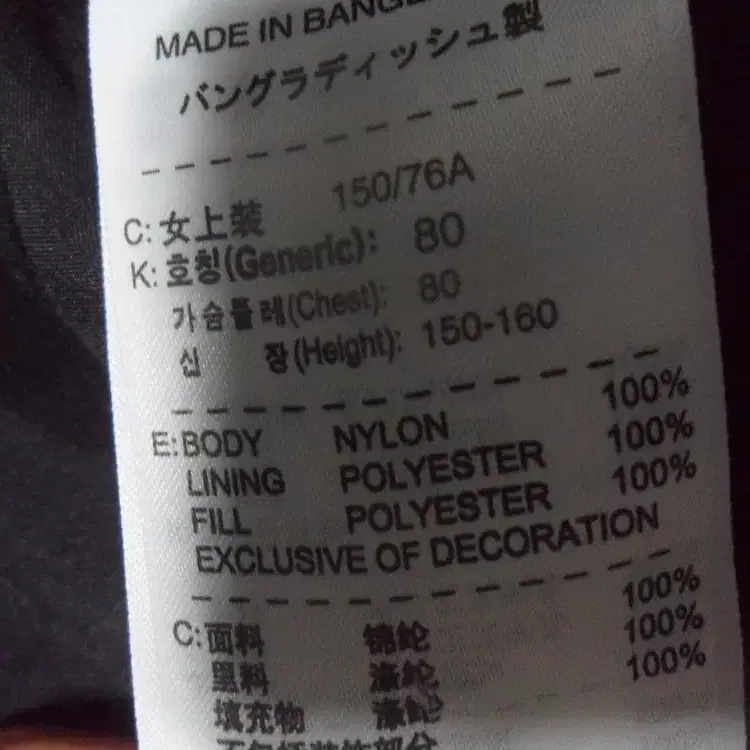 MADE IN
バングラディッシュ製
C: 女上装 150/76A
K: 호칭(Generic): 80
가슴둘레(Chest): 80
신 장(Height): 150-160
E: BODY NYLON 100%
LINING POLYESTER 100%
FILL POLYESTER 100%
EXCLUSIVE OF DECORATION
C: 面料 锦纶 100%
里料 涤纶 100%
填充物 涤纶 100%